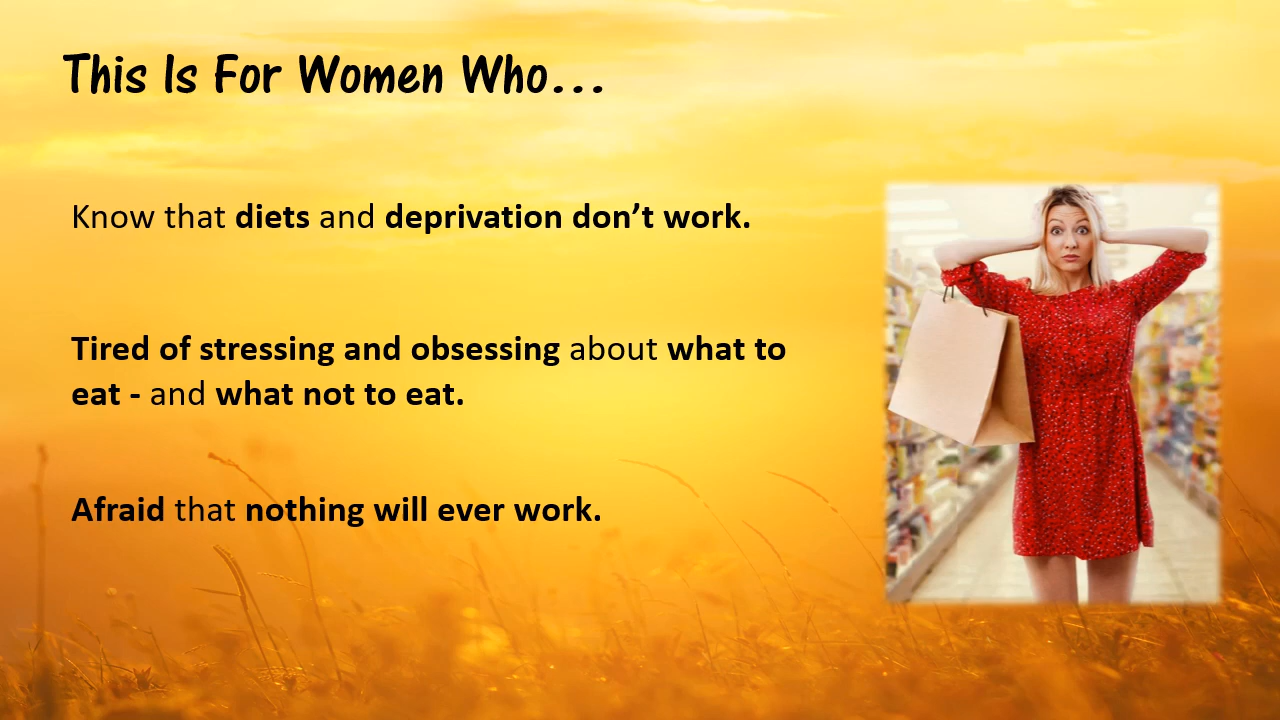 This Is For Women Who...
Know that diets and deprivation don’t work.
Tired of stressing and obsessing about what to
eat - and what not to eat.
Afraid that nothing will ever work.